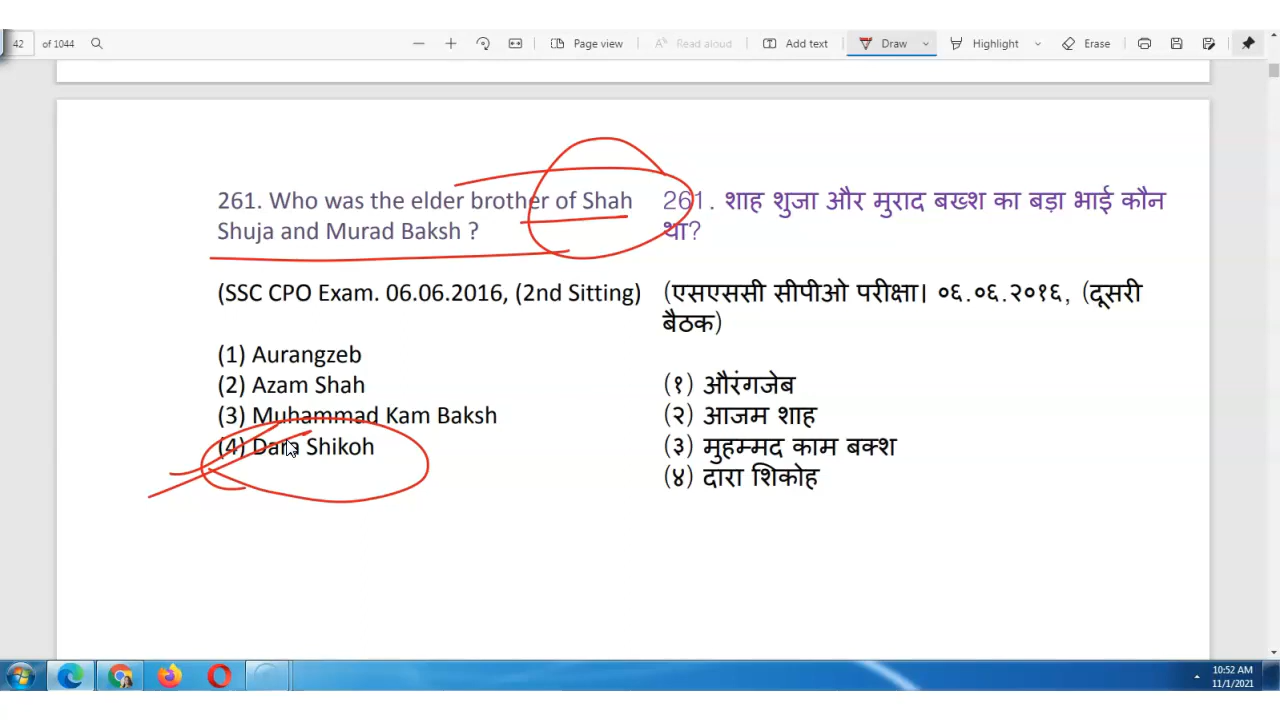 42 of 1044 Page view Read aloud Add text Draw Highlight Erase
261. Who was the elder brother of Shah
Shuja and Murad Baksh ?
(SSC CPO Exam. 06.06.2016, (2nd Sitting)
(1) Aurangzeb
(2) Azam Shah
(3) Muhammad Kam Baksh
(4) Dara Shikoh
261. शाह शुजा और मुराद बख्श का बड़ा भाई कौन
था?
(एसएससी सीपीओ परीक्षा। ०६.०६.२०१६, (दूसरी
बैठक)
(१) औरंगजेब
(२) आजम शाह
(३) मुहम्मद काम बक्श
(४) दारा शिकोह
10:52 AM
11/1/2021